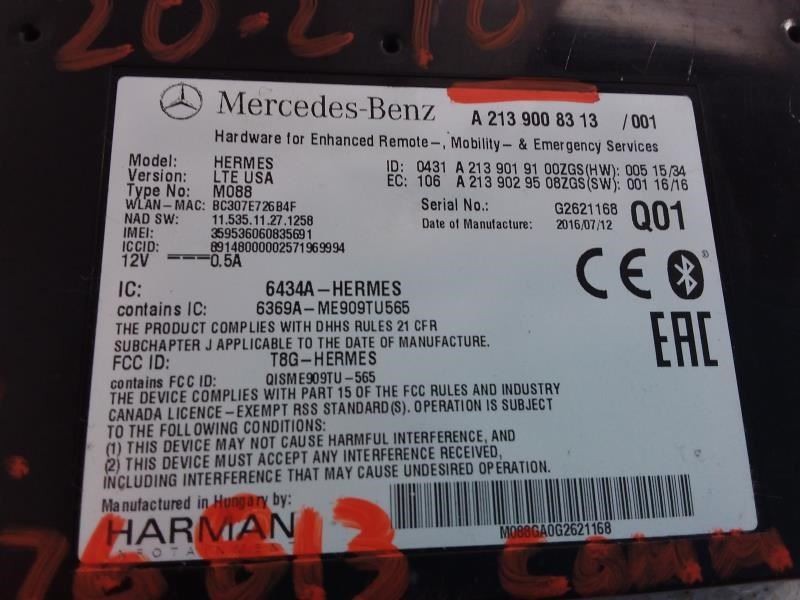 20-210
Mercedes-Benz A 213 900 83 13 /001
Hardware for Enhanced Remote-, Mobility- & Emergency Services
Model: HERMES ID: 0431 A 213 901 91 00ZGS(HW): 005 15/34
Version: LTE USA EC: 106 A 213 902 95 08ZGS(SW): 001 16/16
Type No: M088
WLAN-MAC: BC307E726B4F Serial No.: G2621168 Q01
NAD SW: 11.535.11.27.1258 Date of Manufacture: 2016/07/12
IMEI: 359536060835691
ICCID: 89148000002571969994
12V 0.5A
CE
IC: 6434A-HERMES
contains IC: 6369A-ME909TU565
EAC
THE PRODUCT COMPLIES WITH DHHS RULES 21 CFR
SUBCHAPTER J APPLICABLE TO THE DATE OF MANUFACTURE.
FCC ID: T8G-HERMES
contains FCC ID: QISME909TU-565
THE DEVICE COMPLIES WITH PART 15 OF THE FCC RULES AND INDUSTRY
CANADA LICENCE-EXEMPT RSS STANDARD(S). OPERATION IS SUBJECT
TO THE FOLLOWING CONDITIONS:
(1) THIS DEVICE MAY NOT CAUSE HARMFUL INTERFERENCE, AND
(2) THIS DEVICE MUST ACCEPT ANY INTERFERENCE RECEIVED,
INCLUDING INTERFERENCE THAT MAY CAUSE UNDESIRED OPERATION.
Manufactured in Hungary by:
HARMAN
M088GA0G2621168